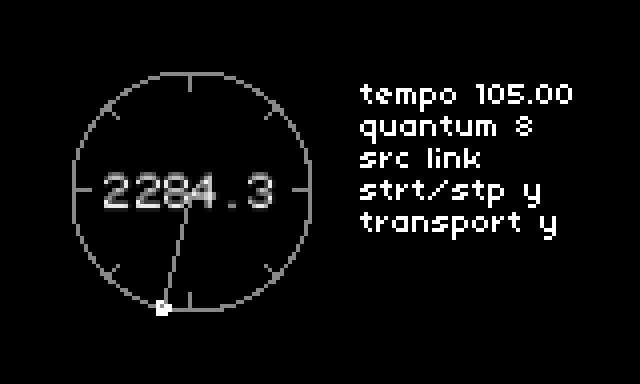 2284.3
tempo 105.00
quantum 8
src link
strt/stp y
transport y